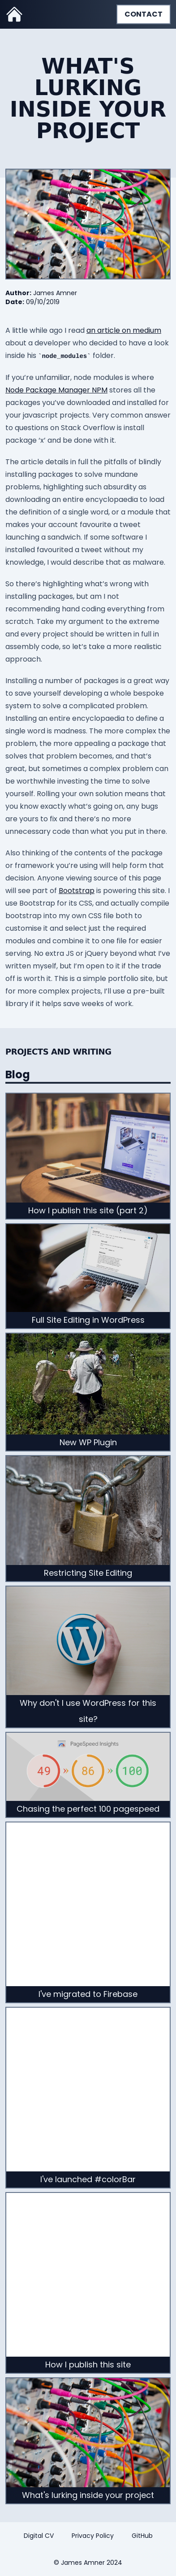 CONTACT
WHAT'S
LURKING
INSIDE YOUR
PROJECT
Author: James Amner
Date: 09/10/2019
A little while ago I read an article on medium
about a developer who decided to have a look
inside his `node_modules` folder.
If you're unfamiliar, node modules is where
Node Package Manager NPM stores all the
packages you've downloaded and installed for
your javascript projects. Very common answer
to questions on Stack Overflow is install
package 'x' and be done with it.
The article details in full the pitfalls of blindly
installing packages to solve mundane
problems, highlighting such absurdity as
downloading an entire encyclopaedia to load
the definition of a single word, or a module that
makes your account favourite a tweet
launching a sandwich. If some software I
installed favourited a tweet without my
knowledge, I would describe that as malware.
So there's highlighting what's wrong with
installing packages, but am I not
recommending hand coding everything from
scratch. Take my argument to the extreme
and every project should be written in full in
assembly code, so let's take a more realistic
approach.
Installing a number of packages is a great way
to save yourself developing a whole bespoke
system to solve a complicated problem.
Installing an entire encyclopaedia to define a
single word is madness. The more complex the
problem, the more appealing a package that
solves that problem becomes, and that's
great, but sometimes a complex problem can
be worthwhile investing the time to solve
yourself. Rolling your own solution means that
you know exactly what's going on, any bugs
are yours to fix and there's no more
unnecessary code than what you put in there.
Also thinking of the contents of the package
or framework you're using will help form that
decision. Anyone viewing source of this page
will see part of Bootstrap is powering this site. I
use Bootstrap for its CSS, and actually compile
bootstrap into my own CSS file both to
customise it and select just the required
modules and combine it to one file for easier
serving. No extra JS or jQuery beyond what I've
written myself, but I'm open to it if the trade
off is worth it. This is a simple portfolio site, but
for more complex projects, I'll use a pre-built
library if it helps save weeks of work.
PROJECTS AND WRITING
Blog
How I publish this site (part 2)
Full Site Editing in WordPress
New WP Plugin
Restricting Site Editing
Why don't I use WordPress for this
site?
PageSpeed Insights
49 » 86 » 100
Chasing the perfect 100 pagespeed
I've migrated to Firebase
I've launched #colorBar
How I publish this site
What's lurking inside your project
Digital CV Privacy Policy GitHub
© James Amner 2024